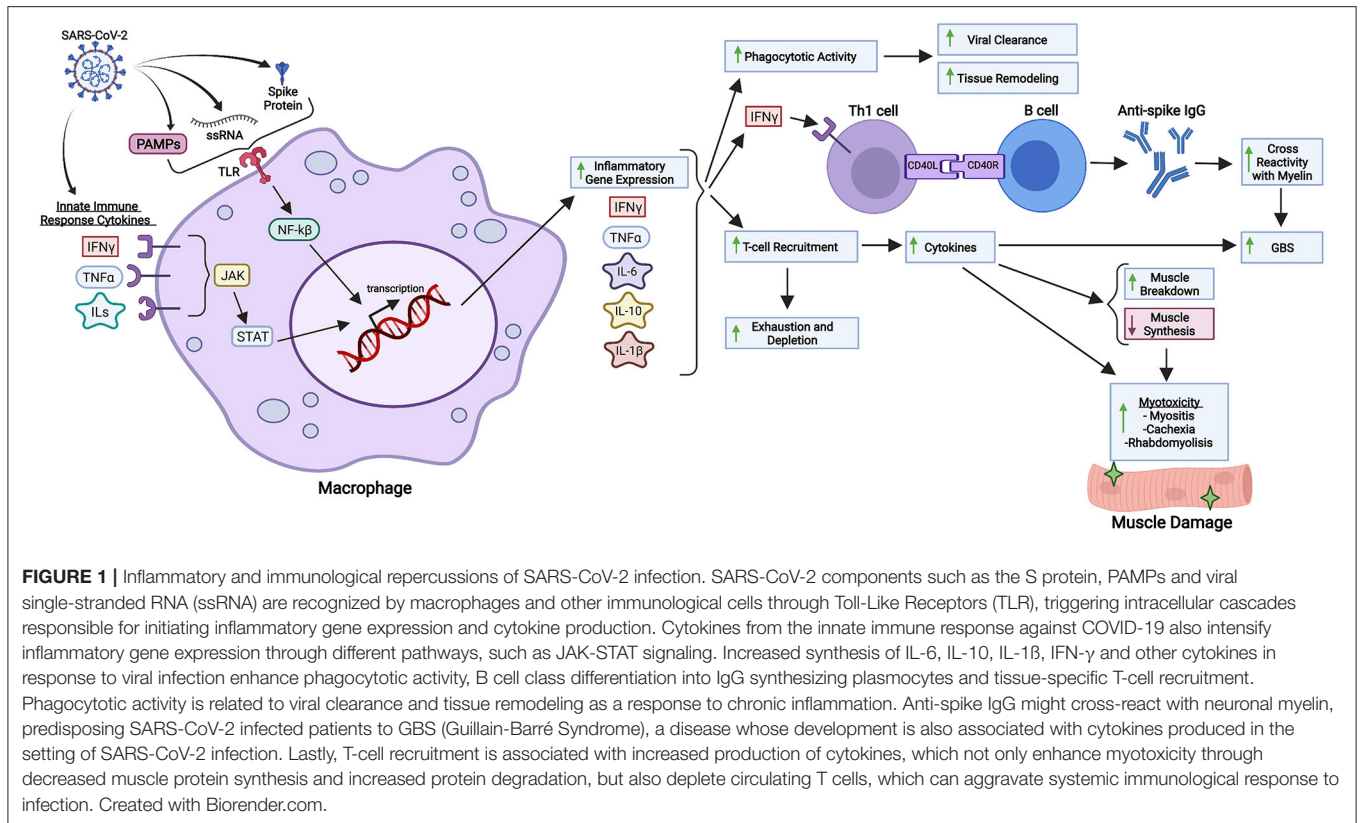 SARS-CoV-2
Spike
Protein
ssRNA
PAMPs
TLR
Innate Immune
Response Cytokines
IFNγ
TNFα
ILs
JAK
STAT
NF-kβ
transcription
Macrophage
Inflammatory
Gene Expression
IFNγ
TNFα
IL-6
IL-10
IL-1β
Phagocytotic Activity
Viral Clearance
Tissue Remodeling
IFNγ
Th1 cell
CD40L
CD40R
B cell
Anti-spike IgG
Cross
Reactivity
with Myelin
T-cell Recruitment
Cytokines
GBS
Exhaustion and
Depletion
Muscle
Breakdown
Muscle
Synthesis
Myotoxicity
- Myositis
-Cachexia
-Rhabdomyolisis
Muscle Damage
FIGURE 1 | Inflammatory and immunological repercussions of SARS-CoV-2 infection. SARS-CoV-2 components such as the S protein, PAMPs and viral
single-stranded RNA (ssRNA) are recognized by macrophages and other immunological cells through Toll-Like Receptors (TLR), triggering intracellular cascades
responsible for initiating inflammatory gene expression and cytokine production. Cytokines from the innate immune response against COVID-19 also intensify
inflammatory gene expression through different pathways, such as JAK-STAT signaling. Increased synthesis of IL-6, IL-10, IL-1ß, IFN-γ and other cytokines in
response to viral infection enhance phagocytotic activity, B cell class differentiation into IgG synthesizing plasmocytes and tissue-specific T-cell recruitment.
Phagocytotic activity is related to viral clearance and tissue remodeling as a response to chronic inflammation. Anti-spike IgG might cross-react with neuronal myelin,
predisposing SARS-CoV-2 infected patients to GBS (Guillain-Barré Syndrome), a disease whose development is also associated with cytokines produced in the
setting of SARS-CoV-2 infection. Lastly, T-cell recruitment is associated with increased production of cytokines, which not only enhance myotoxicity through
decreased muscle protein synthesis and increased protein degradation, but also deplete circulating T cells, which can aggravate systemic immunological response to
infection. Created with Biorender.com.